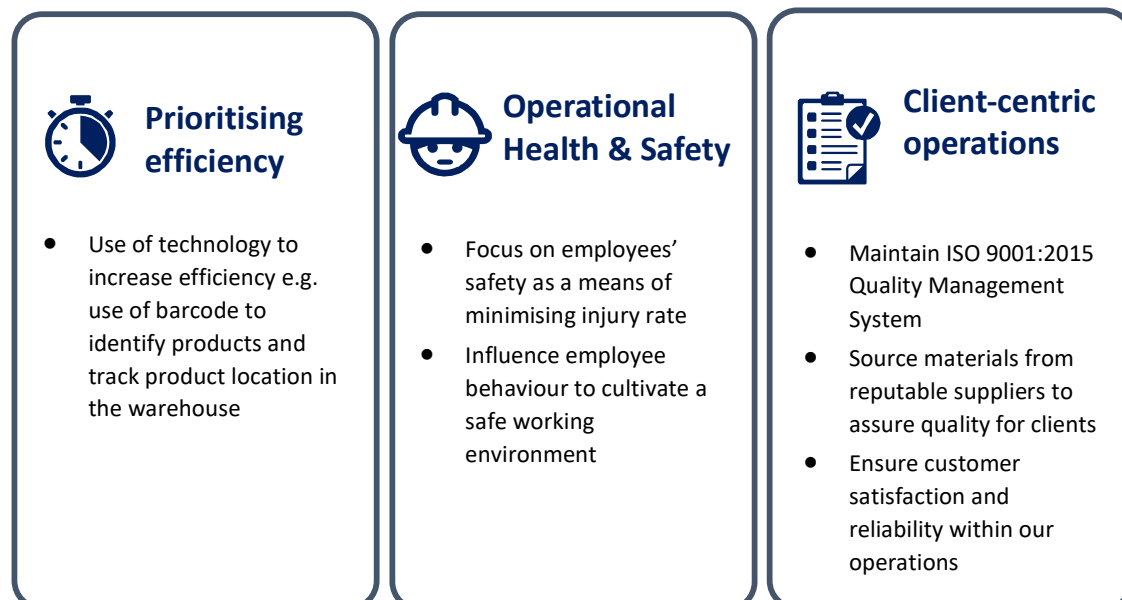 Prioritising
efficiency
● Use of technology to
increase efficiency e.g.
use of barcode to
identify products and
track product location in
the warehouse
Operational
Health & Safety
● Focus on employees’
safety as a means of
minimising injury rate
● Influence employee
behaviour to cultivate a
safe working
environment
Client-centric
operations
● Maintain ISO 9001:2015
Quality Management
System
● Source materials from
reputable suppliers to
assure quality for clients
● Ensure customer
satisfaction and
reliability within our
operations